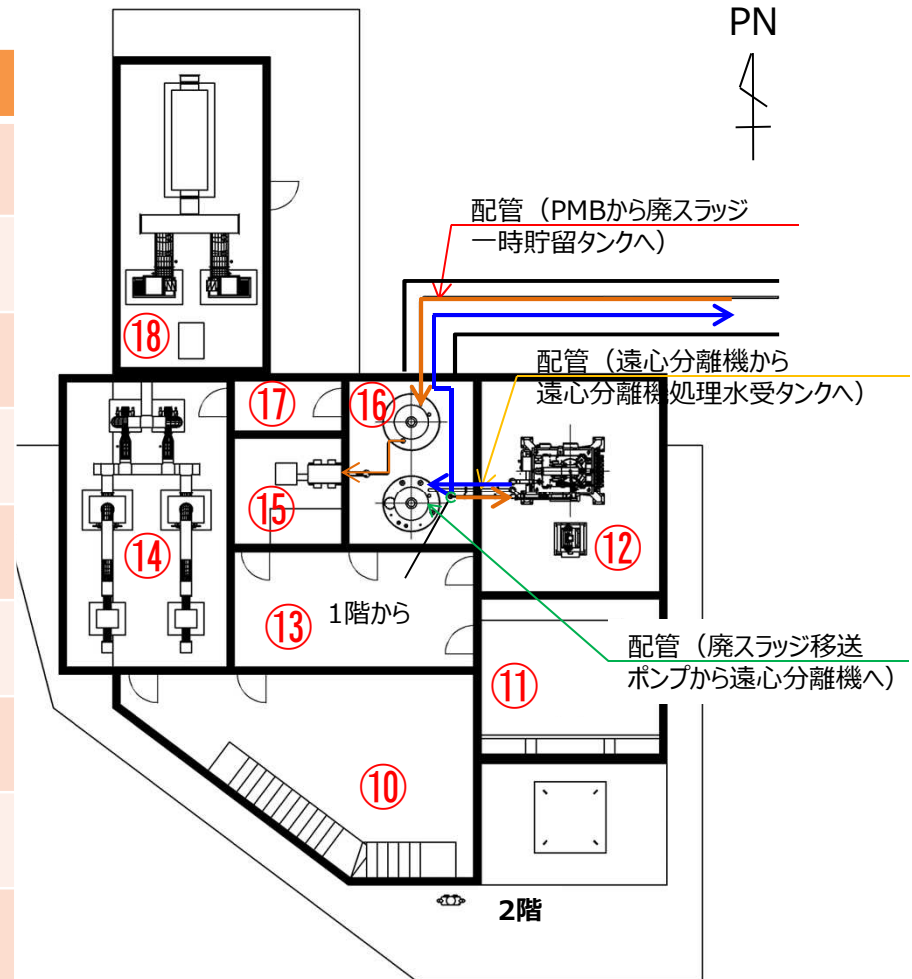 PN
配管（PMBから廃スラッジ
一時貯留タンクへ）
⑱
配管（遠心分離機から
遠心分離機処理水受タンクへ）
⑰
⑯
⑮
⑭
⑫
1階から
⑬
配管（廃スラッジ移送
ポンプから遠心分離機へ）
⑪
⑩
2階